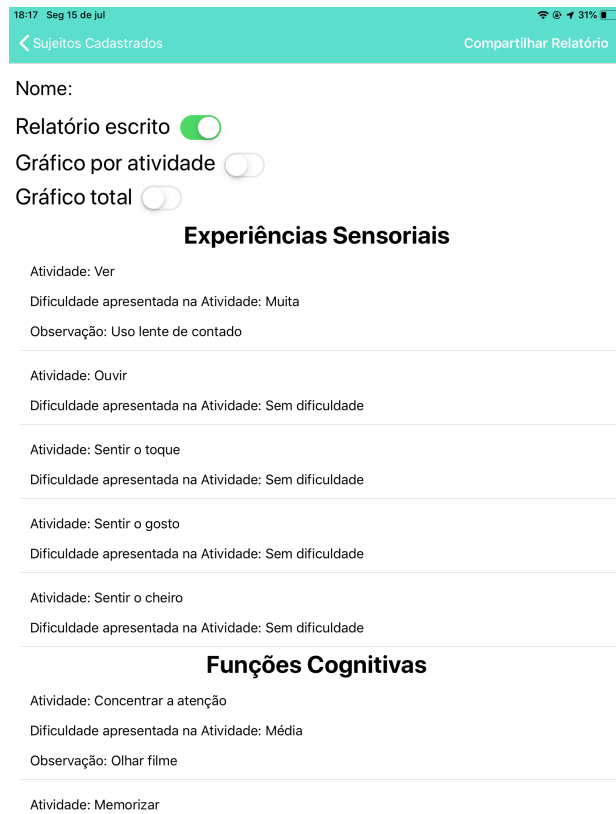 18:17 Seg 15 de jul 31%
Sujeitos Cadastrados Compartilhar Relatório
Nome:
Relatório escrito
Gráfico por atividade
Gráfico total
Experiências Sensoriais
Atividade: Ver
Dificuldade apresentada na Atividade: Muita
Observação: Uso lente de contado
Atividade: Ouvir
Dificuldade apresentada na Atividade: Sem dificuldade
Atividade: Sentir o toque
Dificuldade apresentada na Atividade: Sem dificuldade
Atividade: Sentir o gosto
Dificuldade apresentada na Atividade: Sem dificuldade
Atividade: Sentir o cheiro
Dificuldade apresentada na Atividade: Sem dificuldade
Funções Cognitivas
Atividade: Concentrar a atenção
Dificuldade apresentada na Atividade: Média
Observação: Olhar filme
Atividade: Memorizar